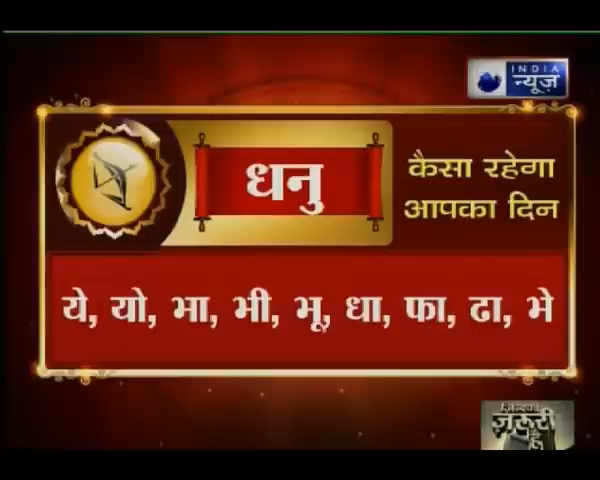 INDIA
न्यूज़
धनु
कैसा रहेगा
आपका दिन
ये, यो, भा, भी, भू, धा, फा, ढा, भे
ज़रूरी
है